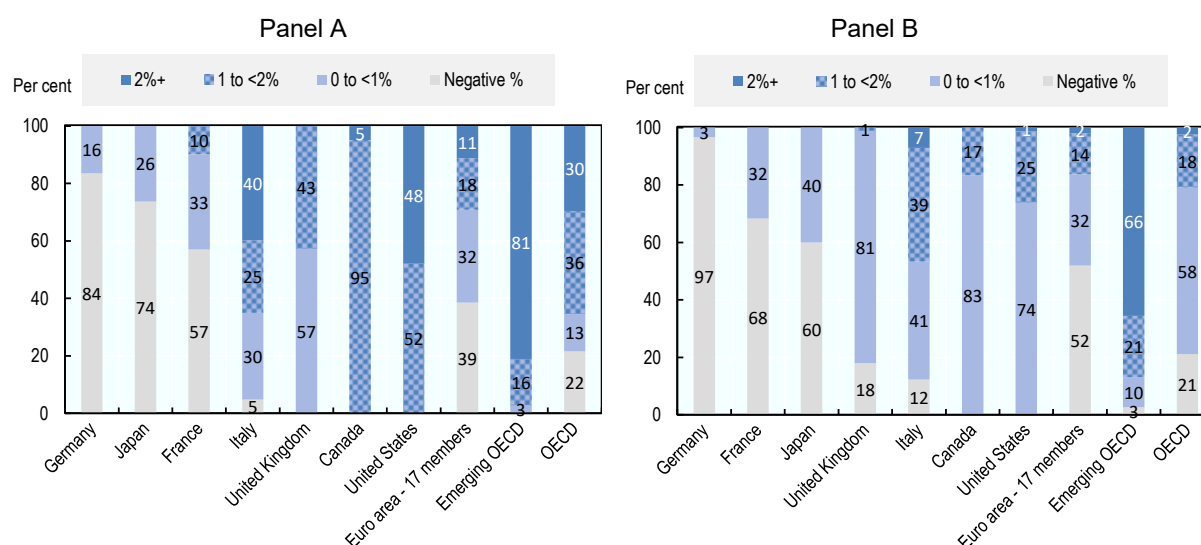 Panel A
Per cent
2%+ 1 to <2% 0 to <1% Negative %
100
80
60
40
20
0
16
84
26
74
10
33
57
40
25
30
5
43
57
5
95
48
52
11
18
32
39
81
16
3
30
36
13
22
Germany
Japan
France
Italy
United Kingdom
Canada
United States
Euro area - 17 members
Emerging OECD
OECD
Panel B
Per cent
2%+ 1 to <2% 0 to <1% Negative %
100
80
60
40
20
0
3
97
32
68
40
60
1
81
18
7
39
41
12
17
83
1
25
74
2
14
32
52
66
21
10
3
2
18
58
21
Germany
France
Japan
United Kingdom
Italy
Canada
United States
Euro area - 17 members
Emerging OECD
OECD